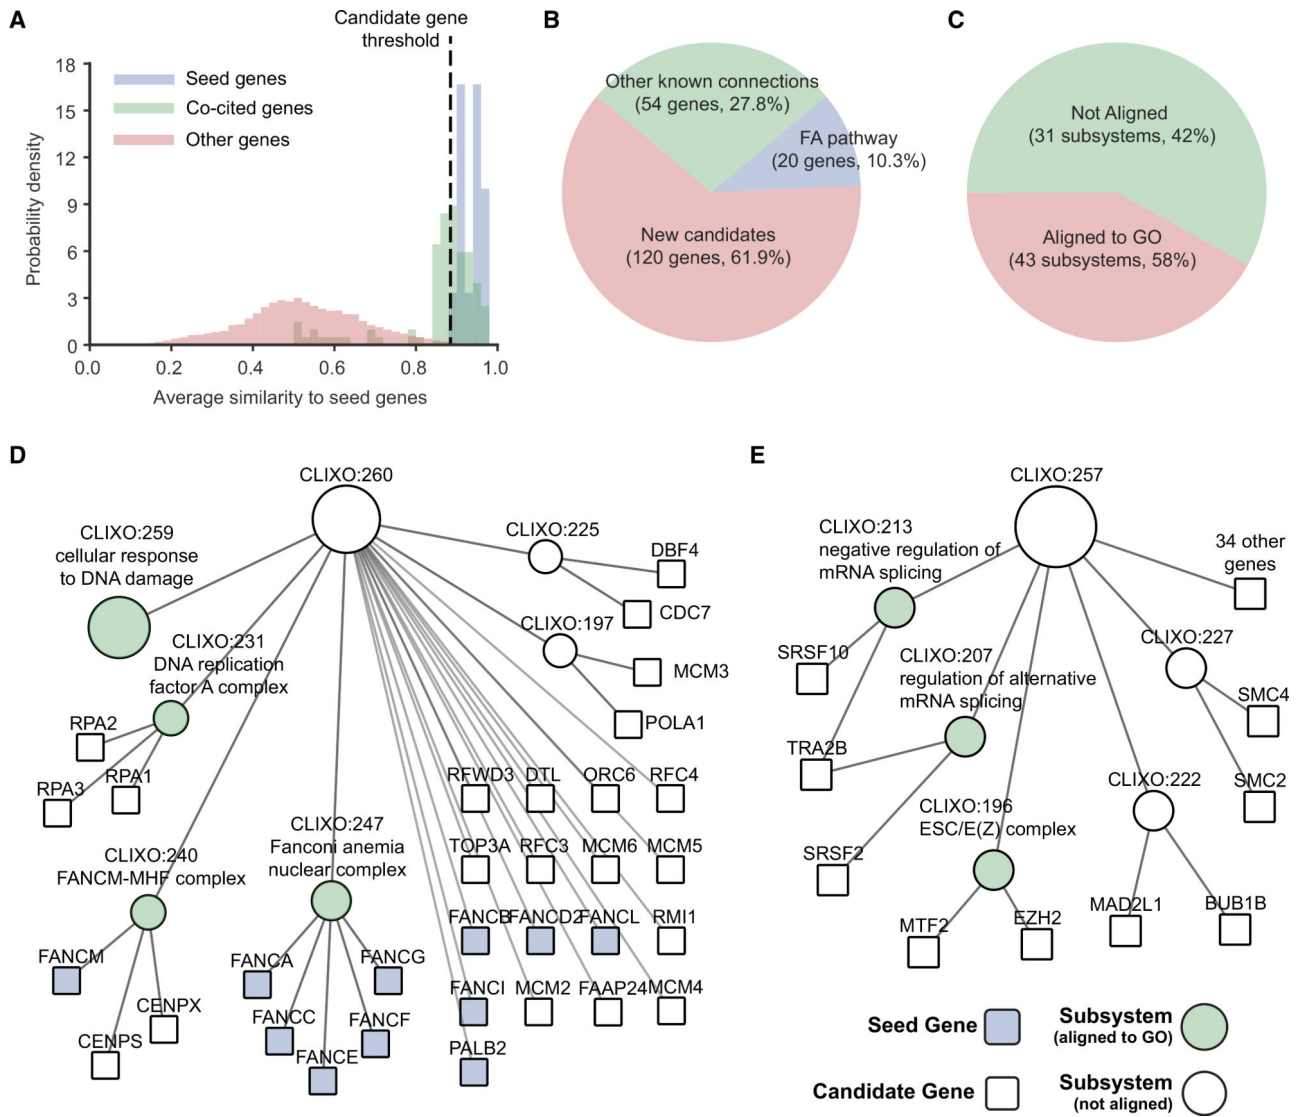 A
Candidate gene
threshold
18
15
12
9
6
3
0
Probability density
Seed genes
Co-cited genes
Other genes
0.0
0.2
0.4
0.6
0.8
1.0
Average similarity to seed genes
B
Other known connections
(54 genes, 27.8%)
FA pathway
(20 genes, 10.3%)
New candidates
(120 genes, 61.9%)
C
Not Aligned
(31 subsystems, 42%)
Aligned to GO
(43 subsystems, 58%)
D
CLIXO:260
CLIXO:259
cellular response
to DNA damage
CLIXO:225
DBF4
CDC7
CLIXO:197
MCM3
POLA1
CLIXO:231
DNA replication
factor A complex
RPA2
RPA3
RPA1
CLIXO:240
FANCM-MHF complex
FANCM
CENPX
CENPS
CLIXO:247
Fanconi anemia
nuclear complex
FANCA
FANCG
FANCC
FANCF
FANCE
RFWD3
DTL
ORC6
RFC4
TOP3A
RFC3
MCM6
MCM5
FANCB
FANCD2
FANCL
RMI1
FANCI
MCM2
FAAP24
MCM4
PALB2
E
CLIXO:257
CLIXO:213
negative regulation of
mRNA splicing
34 other
genes
SRSF10
CLIXO:207
regulation of alternative
mRNA splicing
CLIXO:227
SMC4
SMC2
TRA2B
SRSF2
CLIXO:196
ESC/E(Z) complex
MTF2
EZH2
CLIXO:222
MAD2L1
BUB1B
Seed Gene
Subsystem
(aligned to GO)
Candidate Gene
Subsystem
(not aligned)